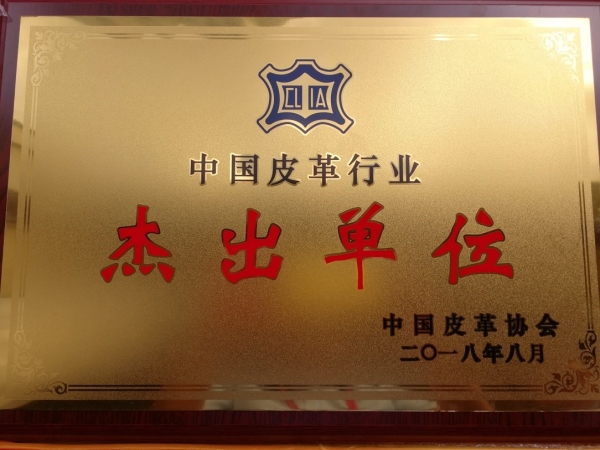 CLIA
中国皮革行业
杰出单位
中国皮革协会
二〇一八年八月